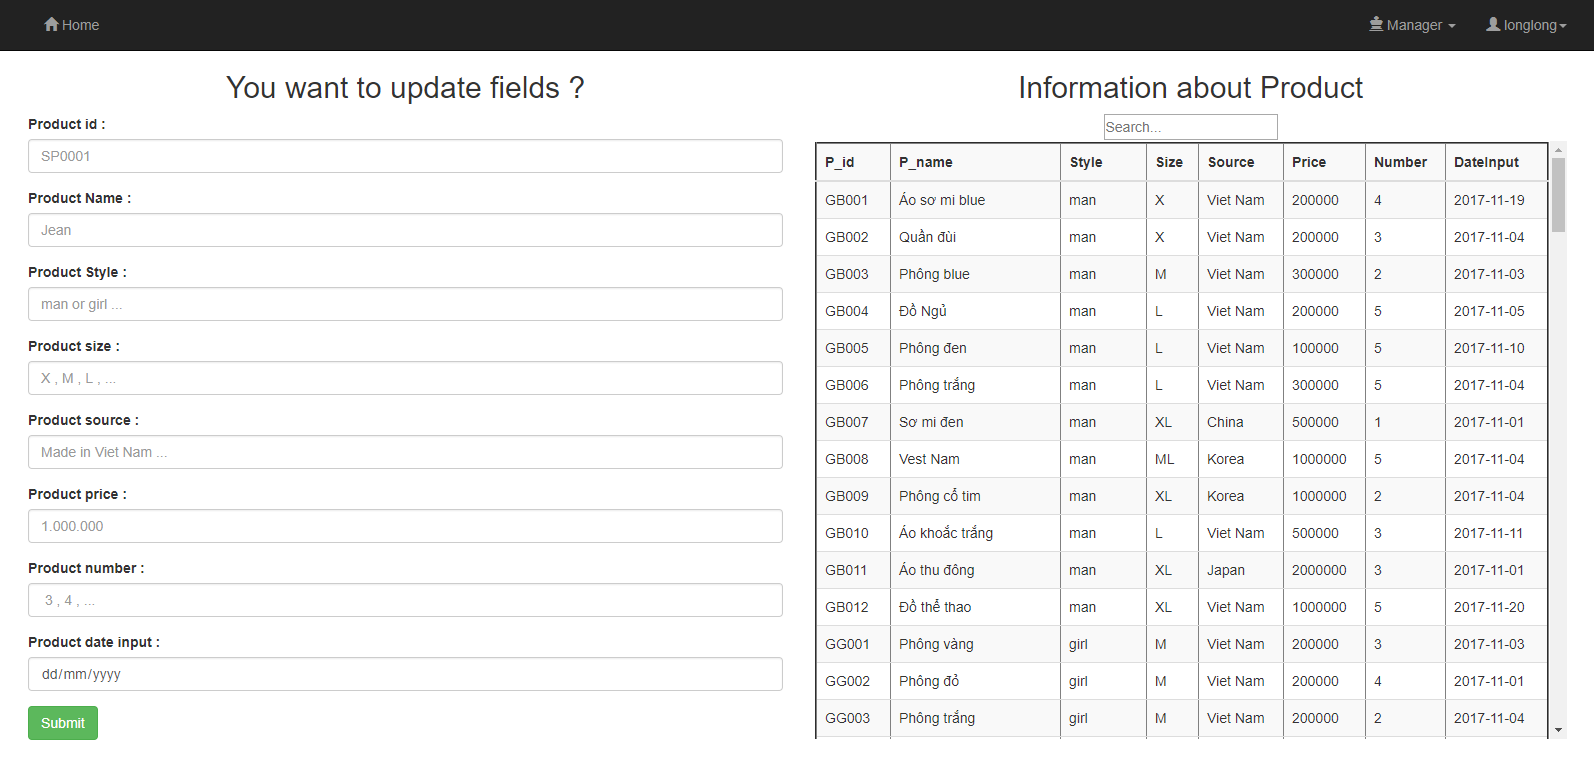 Home Manager longlong
You want to update fields ?
Product id :
SP0001
Product Name :
Jean
Product Style :
man or girl ...
Product size :
X , M , L , ...
Product source :
Made in Viet Nam ...
Product price :
1.000.000
Product number :
3 , 4 , ...
Product date input :
dd/mm/yyyy
Submit
Information about Product
Search...
P_id P_name Style Size Source Price Number DateInput
GB001 Áo sơ mi blue man X Viet Nam 200000 4 2017-11-19
GB002 Quần đùi man X Viet Nam 200000 3 2017-11-04
GB003 Phông blue man M Viet Nam 300000 2 2017-11-03
GB004 Đồ Ngủ man L Viet Nam 200000 5 2017-11-05
GB005 Phông đen man L Viet Nam 100000 5 2017-11-10
GB006 Phông trắng man L Viet Nam 300000 5 2017-11-04
GB007 Sơ mi đen man XL China 500000 1 2017-11-01
GB008 Vest Nam man ML Korea 1000000 5 2017-11-04
GB009 Phông cổ tim man XL Korea 1000000 2 2017-11-04
GB010 Áo khoắc trắng man L Viet Nam 500000 3 2017-11-11
GB011 Áo thu đông man XL Japan 2000000 3 2017-11-01
GB012 Đồ thể thao man XL Viet Nam 1000000 5 2017-11-20
GG001 Phông vàng girl M Viet Nam 200000 3 2017-11-03
GG002 Phông đỏ girl M Viet Nam 200000 4 2017-11-01
GG003 Phông trắng girl M Viet Nam 200000 2 2017-11-04